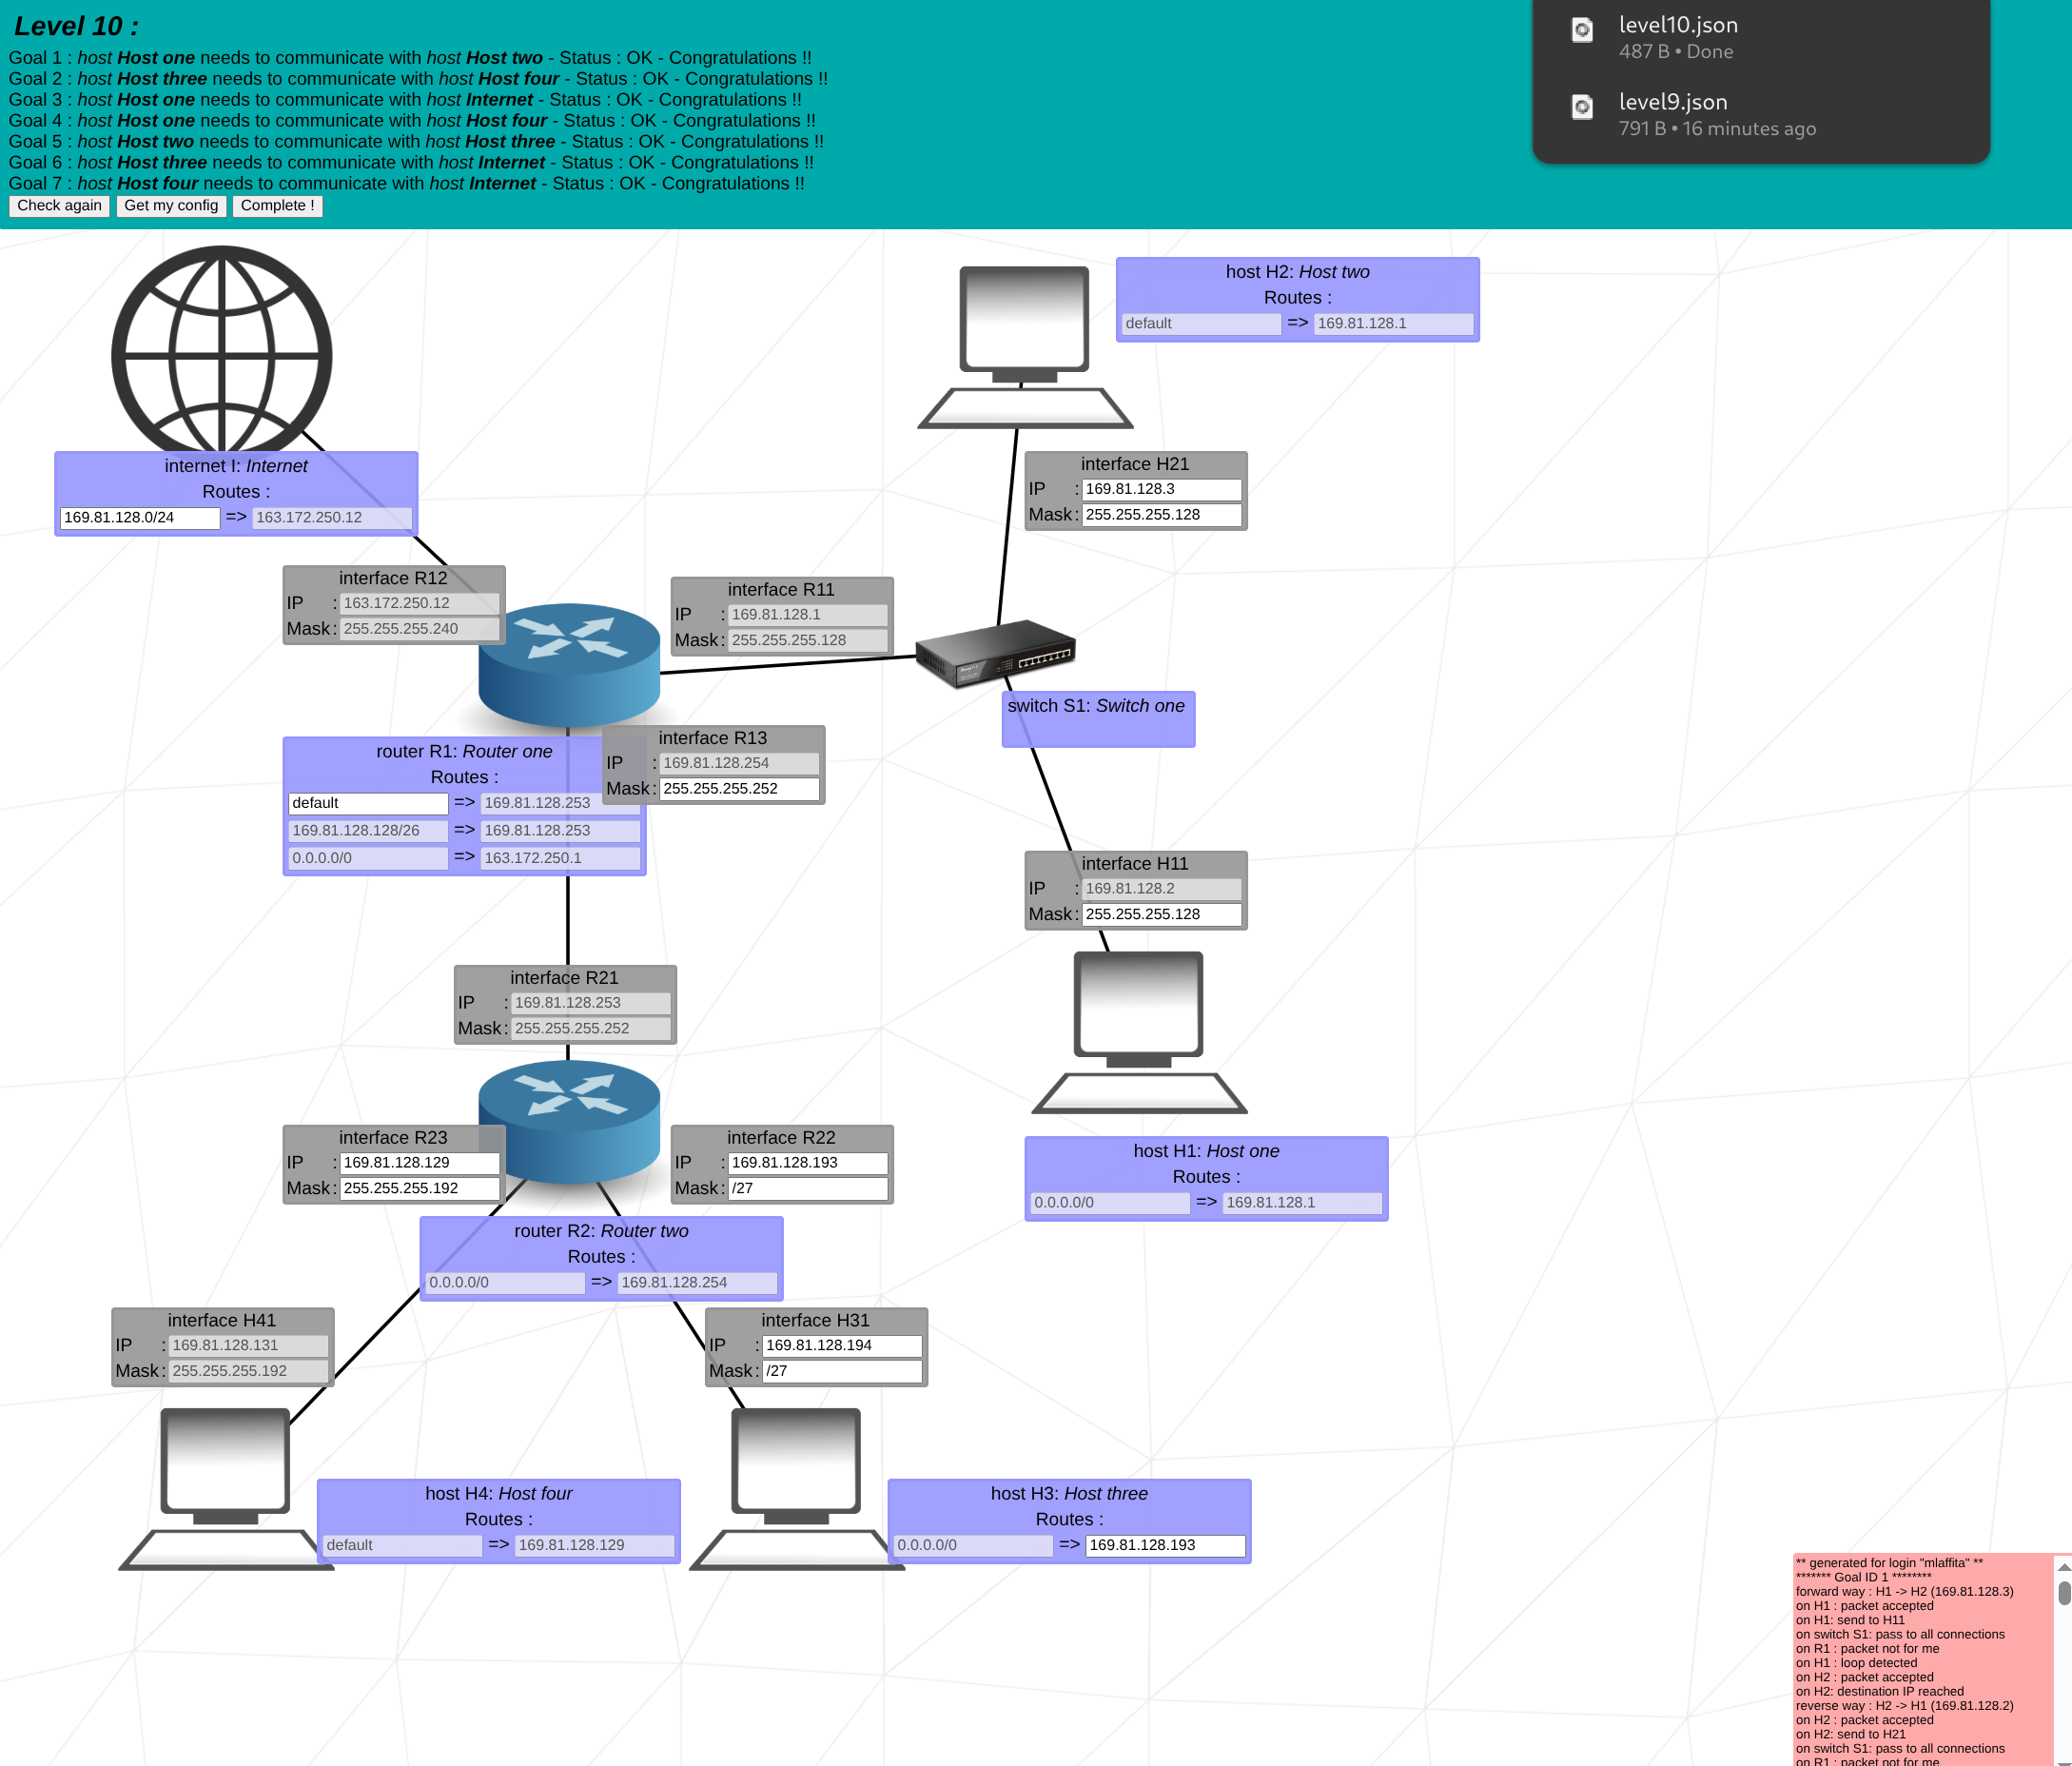 Level 10 :
Goal 1 : host Host one needs to communicate with host Host two - Status : OK - Congratulations !!
Goal 2 : host Host three needs to communicate with host Host four - Status : OK - Congratulations !!
Goal 3 : host Host one needs to communicate with host Internet - Status : OK - Congratulations !!
Goal 4 : host Host one needs to communicate with host Host four - Status : OK - Congratulations !!
Goal 5 : host Host two needs to communicate with host Host three - Status : OK - Congratulations !!
Goal 6 : host Host three needs to communicate with host Internet - Status : OK - Congratulations !!
Goal 7 : host Host four needs to communicate with host Internet - Status : OK - Congratulations !!
Check again Get my config Complete !
level10.json
487 B • Done
level9.json
791 B • 16 minutes ago
host H2: Host two
Routes :
default => 169.81.128.1
internet I: Internet
Routes :
169.81.128.0/24 => 163.172.250.12
interface H21
IP : 169.81.128.3
Mask : 255.255.255.128
interface R12
IP : 163.172.250.12
Mask : 255.255.255.240
interface R11
IP : 169.81.128.1
Mask : 255.255.255.128
switch S1: Switch one
interface R13
IP : 169.81.128.254
Mask : 255.255.255.252
router R1: Router one
Routes :
default => 169.81.128.253
169.81.128.128/26 => 169.81.128.253
0.0.0.0/0 => 163.172.250.1
interface H11
IP : 169.81.128.2
Mask : 255.255.255.128
interface R21
IP : 169.81.128.253
Mask : 255.255.255.252
interface R23
IP : 169.81.128.129
Mask : 255.255.255.192
interface R22
IP : 169.81.128.193
Mask : /27
host H1: Host one
Routes :
0.0.0.0/0 => 169.81.128.1
router R2: Router two
Routes :
0.0.0.0/0 => 169.81.128.254
interface H41
IP : 169.81.128.131
Mask : 255.255.255.192
interface H31
IP : 169.81.128.194
Mask : /27
host H4: Host four
Routes :
default => 169.81.128.129
host H3: Host three
Routes :
0.0.0.0/0 => 169.81.128.193
** generated for login "mlaffita" **
******* Goal ID 1 ********
forward way : H1 -> H2 (169.81.128.3)
on H1 : packet accepted
on H1: send to H11
on switch S1: pass to all connections
on R1 : packet not for me
on H1 : loop detected
on H2 : packet accepted
on H2: destination IP reached
reverse way : H2 -> H1 (169.81.128.2)
on H2 : packet accepted
on H2: send to H21
on switch S1: pass to all connections
on R1 : packet not for me